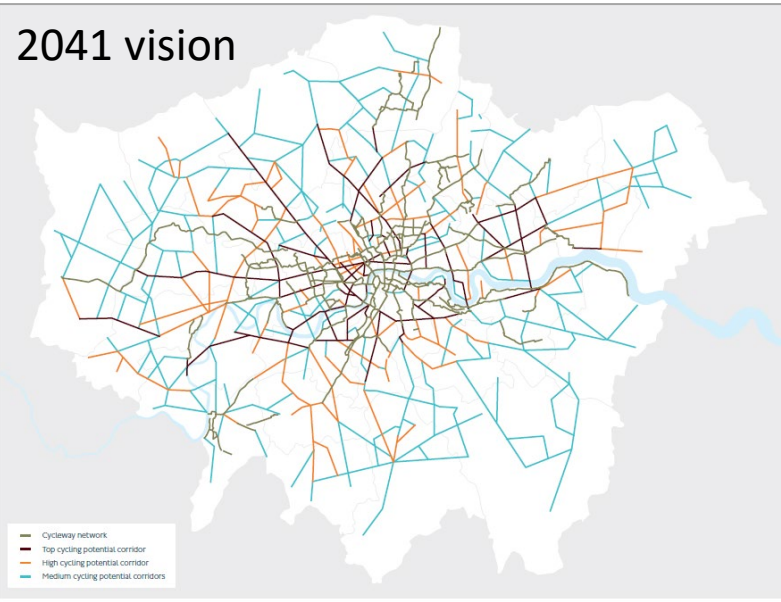 2041 vision
Cycleway network
Top cycling potential corridor
High cycling potential corridor
Medium cycling potential corridors